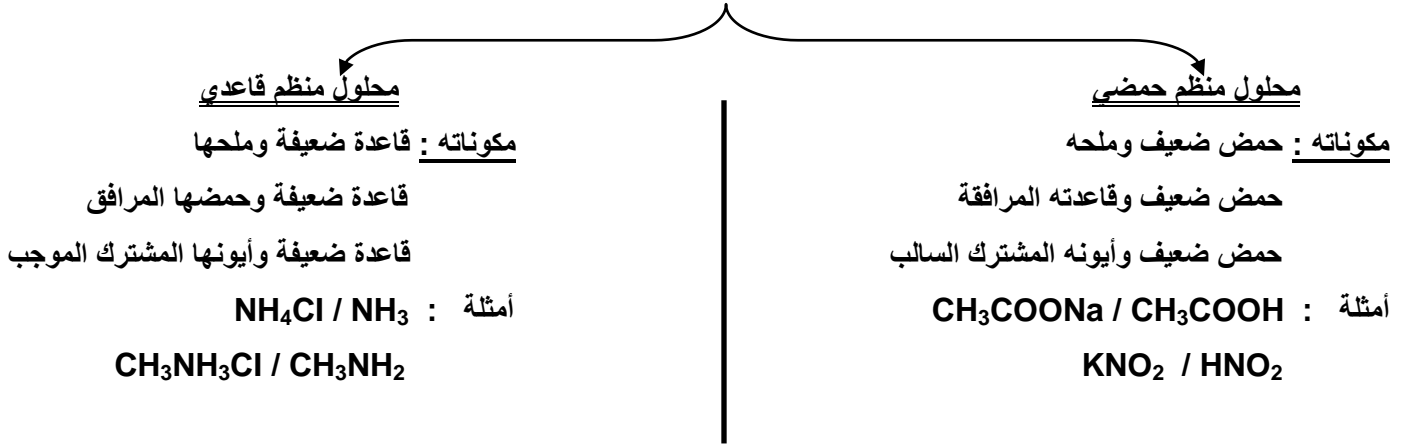 محلول منظم حمضي
مكوناته : حمض ضعيف وملحه
حمض ضعيف وقاعدته المرافقة
حمض ضعيف وأيونه المشترك السالب
أمثلة : CH₃COONa / CH₃COOH
KNO₂ / HNO₂
محلول منظم قاعدي
مكوناته : قاعدة ضعيفة وملحها
قاعدة ضعيفة وحمضها المرافق
قاعدة ضعيفة وأيونها المشترك الموجب
أمثلة : NH₄Cl / NH₃
CH₃NH₃Cl / CH₃NH₂